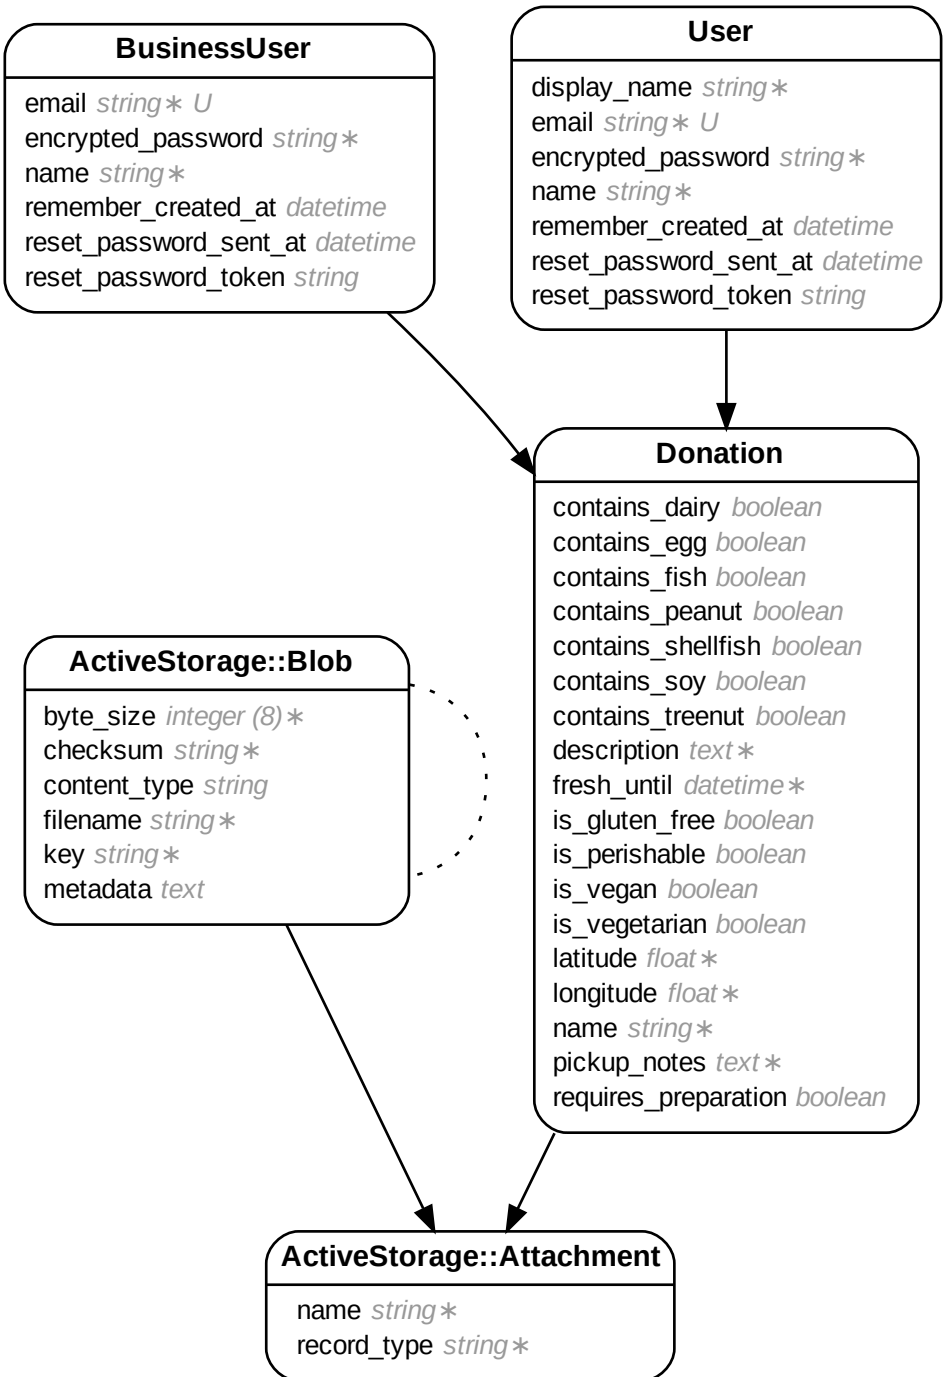 BusinessUser
email string∗ U
encrypted_password string∗
name string∗
remember_created_at datetime
reset_password_sent_at datetime
reset_password_token string
User
display_name string∗
email string∗ U
encrypted_password string∗
name string∗
remember_created_at datetime
reset_password_sent_at datetime
reset_password_token string
Donation
contains_dairy boolean
contains_egg boolean
contains_fish boolean
contains_peanut boolean
contains_shellfish boolean
contains_soy boolean
contains_treenut boolean
description text∗
fresh_until datetime∗
is_gluten_free boolean
is_perishable boolean
is_vegan boolean
is_vegetarian boolean
latitude float∗
longitude float∗
name string∗
pickup_notes text∗
requires_preparation boolean
ActiveStorage::Blob
byte_size integer (8)∗
checksum string∗
content_type string
filename string∗
key string∗
metadata text
ActiveStorage::Attachment
name string∗
record_type string∗